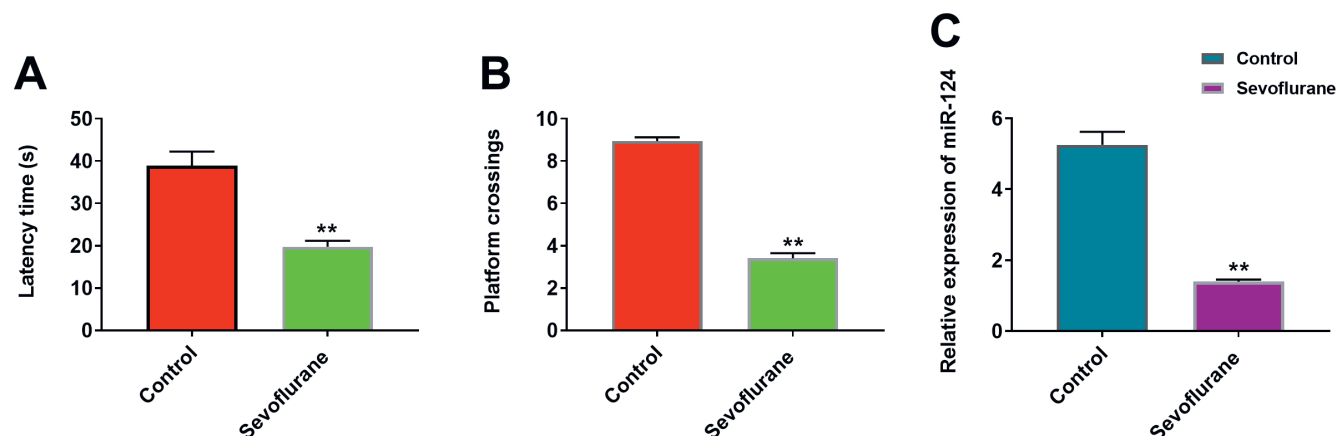 A
Latency time (s)
50
40
30
20
10
0
**
Control
Sevoflurane
B
Platform crossings
10
8
6
4
2
0
**
Control
Sevoflurane
C
Control
Sevoflurane
Relative expression of miR-124
6
4
2
0
**
Control
Sevoflurane